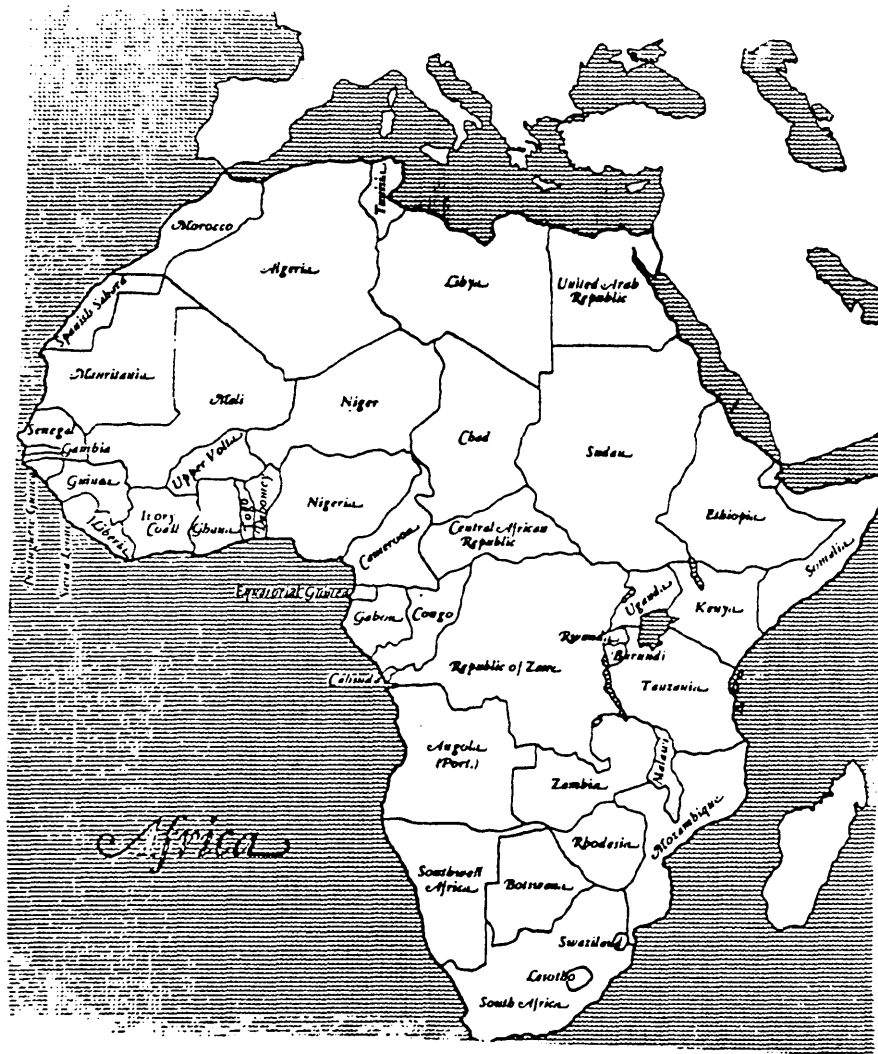 Tunisia
Morocco
Algeria
Libya
United Arab
Republic
Spanish Sahara
Mauritania
Mali
Niger
Chad
Sudan
Senegal
Gambia
Upper Volta
Guinea
Nigeria
Ethiopia
Ivory
Coast
Ghana
Togo
Dahomey
Liberia
Central African
Republic
Cameroon
Somalia
Equatorial Guinea
Uganda
Kenya
Gabon
Congo
Rwanda
Burundi
Republic of Zaire
Cabinda
Tanzania
Angola
(Port.)
Malawi
Zambia
Mozambique
Africa
Rhodesia
Southwest
Africa
Botswana
Swaziland
Lesotho
South Africa